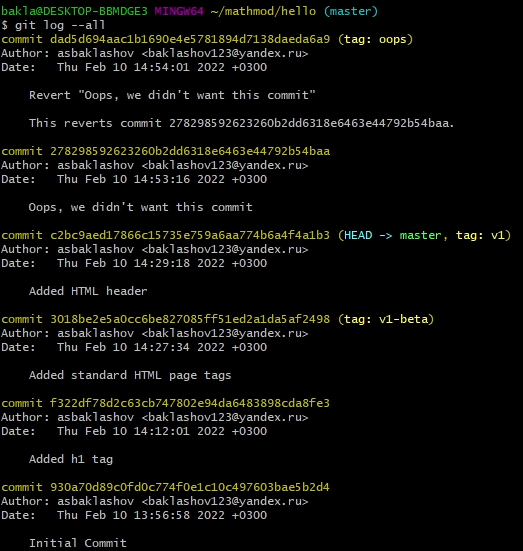 bakla@DESKTOP-BBMDGE3 MINGW64 ~/mathmod/hello (master)
$ git log --all
commit dad5d694aac1b1690e4e5781894d7138daeda6a9 (tag: oops)
Author: asbaklashov <baklashov123@yandex.ru>
Date:   Thu Feb 10 14:54:01 2022 +0300
    Revert "Oops, we didn't want this commit"
    This reverts commit 278298592623260b2dd6318e6463e44792b54baa.
commit 278298592623260b2dd6318e6463e44792b54baa
Author: asbaklashov <baklashov123@yandex.ru>
Date:   Thu Feb 10 14:53:16 2022 +0300
    Oops, we didn't want this commit
commit c2bc9aed17866c15735e759a6aa774b6a4f4a1b3 (HEAD -> master, tag: v1)
Author: asbaklashov <baklashov123@yandex.ru>
Date:   Thu Feb 10 14:29:18 2022 +0300
    Added HTML header
commit 3018be2e5a0cc6be827085ff51ed2a1da5af2498 (tag: v1-beta)
Author: asbaklashov <baklashov123@yandex.ru>
Date:   Thu Feb 10 14:27:34 2022 +0300
    Added standard HTML page tags
commit f322df78d2c63cb747802e94da6483898cda8fe3
Author: asbaklashov <baklashov123@yandex.ru>
Date:   Thu Feb 10 14:12:01 2022 +0300
    Added h1 tag
commit 930a70d89c0fd0c774f0e1c10c497603bae5b2d4
Author: asbaklashov <baklashov123@yandex.ru>
Date:   Thu Feb 10 13:56:58 2022 +0300
    Initial Commit